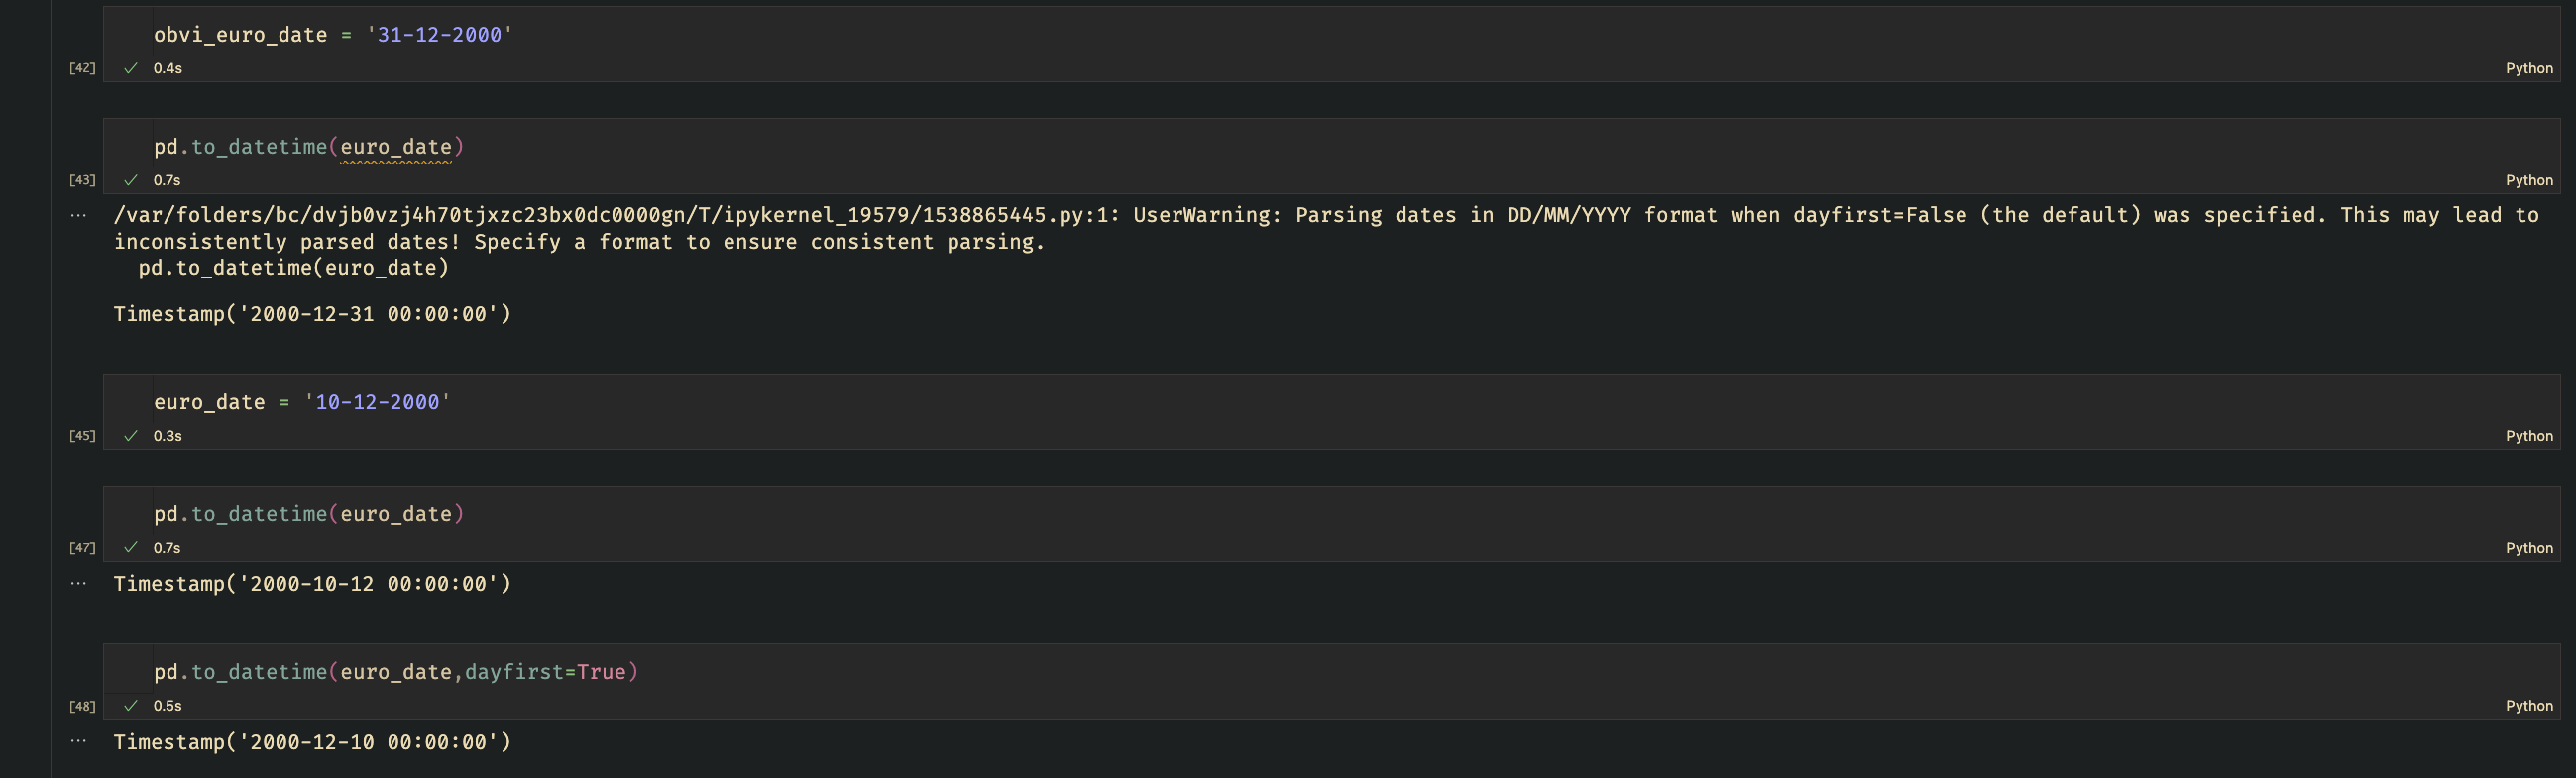 obvi_euro_date = '31-12-2000'
[42] ✓ 0.4s Python
pd.to_datetime(euro_date)
[43] ✓ 0.7s Python
... /var/folders/bc/dvjb0vzj4h70tjxzc23bx0dc0000gn/T/ipykernel_19579/1538865445.py:1: UserWarning: Parsing dates in DD/MM/YYYY format when dayfirst=False (the default) was specified. This may lead to
inconsistently parsed dates! Specify a format to ensure consistent parsing.
pd.to_datetime(euro_date)
Timestamp('2000-12-31 00:00:00')
euro_date = '10-12-2000'
[45] ✓ 0.3s Python
pd.to_datetime(euro_date)
[47] ✓ 0.7s Python
... Timestamp('2000-10-12 00:00:00')
pd.to_datetime(euro_date,dayfirst=True)
[48] ✓ 0.5s Python
... Timestamp('2000-12-10 00:00:00')